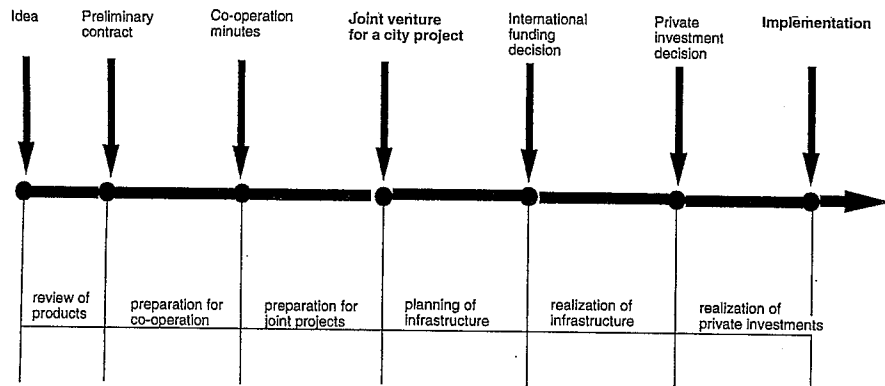 Idea
Preliminary
contract
Co-operation
minutes
Joint venture
for a city project
International
funding
decision
Private
investment
decision
Implementation
review of
products
preparation for
co-operation
preparation for
joint projects
planning of
infrastructure
realization of
infrastructure
realization of
private investments